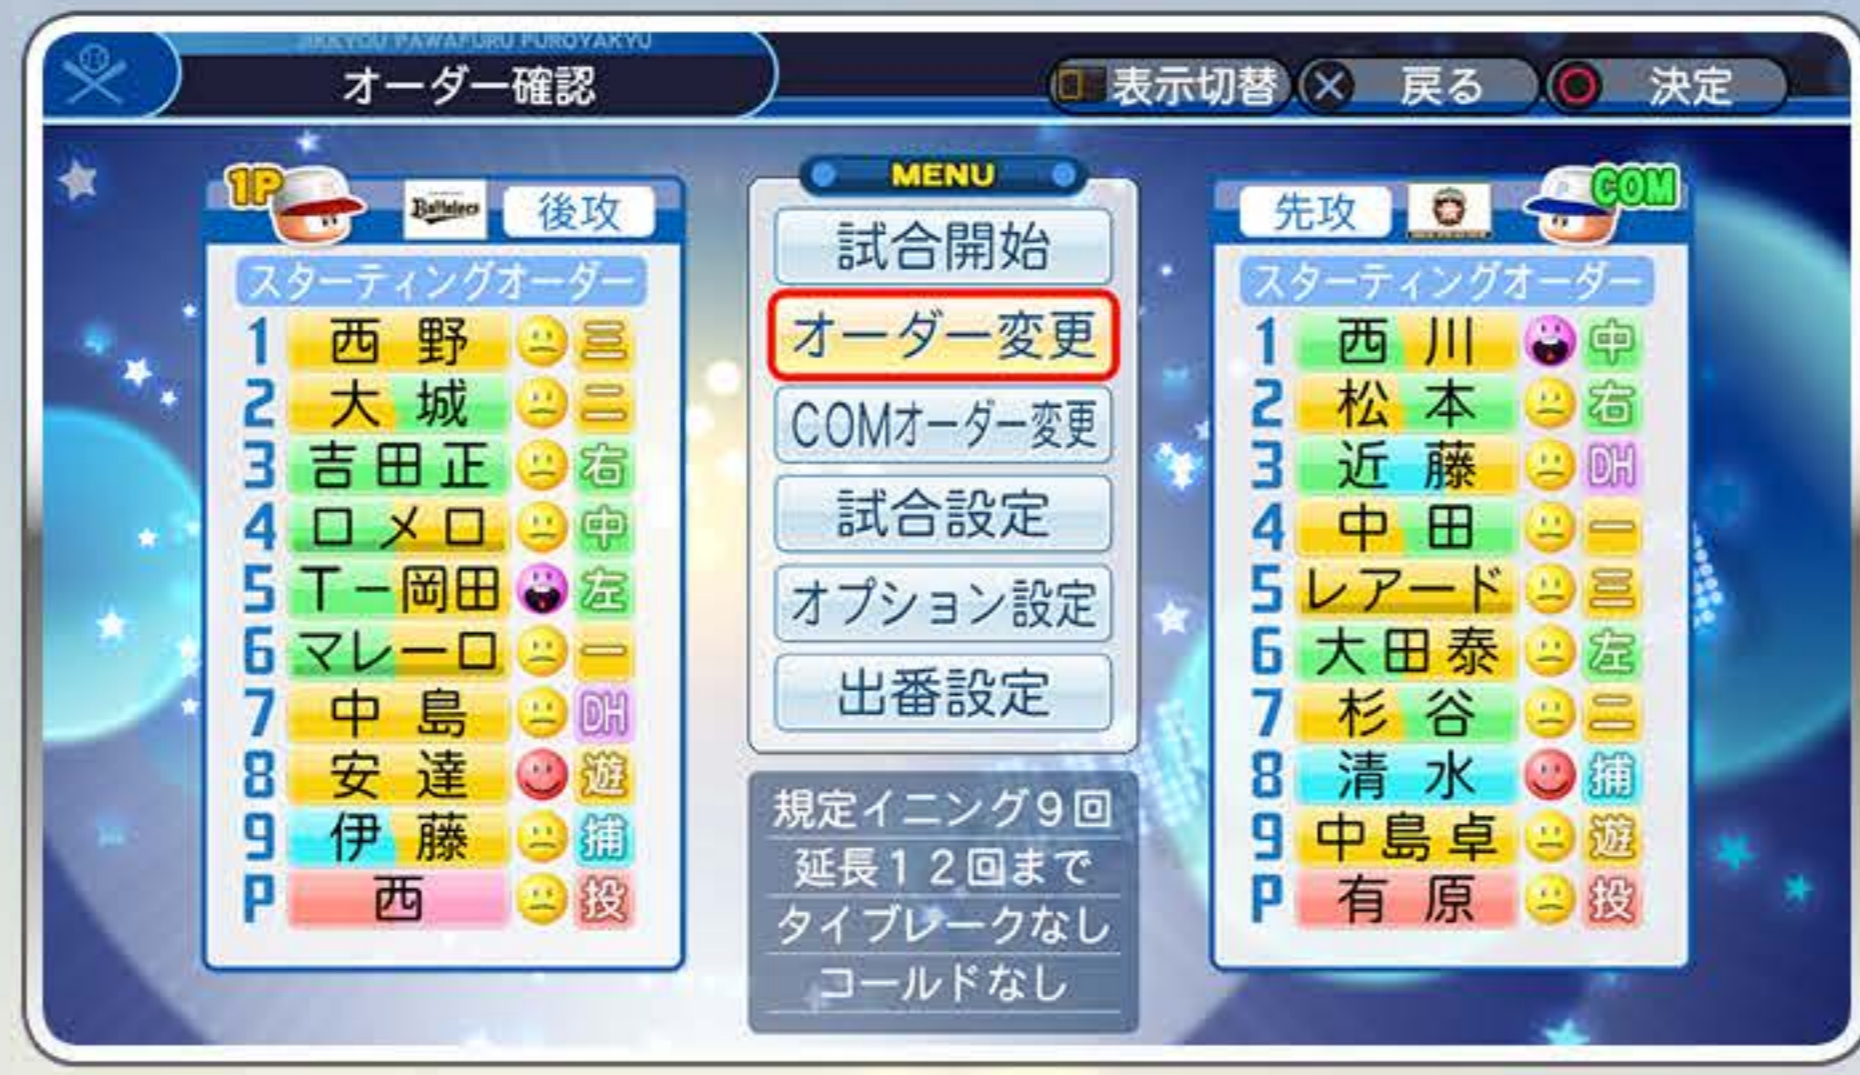 JIKKYOU PAWAFURU PUROYAKYU
オーダー確認
表示切替
戻る
決定
1P
Buffaloes
後攻
スターティングオーダー
1 西野 三
2 大城 二
3 吉田正 右
4 ロメロ 中
5 T-岡田 左
6 マレーロ 一
7 中島 DH
8 安達 遊
9 伊藤 捕
P 西 投
MENU
試合開始
オーダー変更
COMオーダー変更
試合設定
オプション設定
出番設定
規定イニング9回
延長12回まで
タイブレークなし
コールドなし
先攻
COM
スターティングオーダー
1 西川 中
2 松本 右
3 近藤 DH
4 中田 一
5 レアード 三
6 大田泰 左
7 杉谷 二
8 清水 捕
9 中島卓 遊
P 有原 投